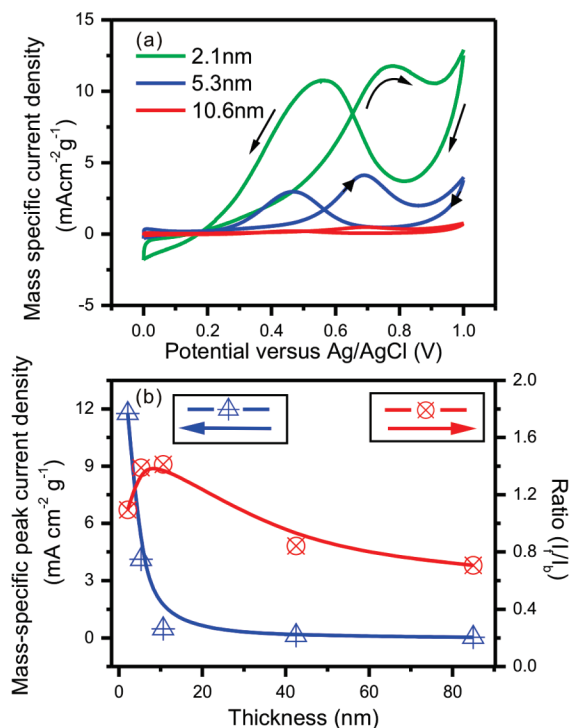 (a)
2.1nm
5.3nm
10.6nm
Mass specific current density
(mAcm-2g-1)
15
10
5
0
-5
0.0 0.2 0.4 0.6 0.8 1.0
Potential versus Ag/AgCl (V)
(b)
Mass-specific peak current density
(mA cm-2 g-1)
12
9
6
3
0
2.0
1.6
1.2
0.8
0.4
0.0
Ratio (If/Ib)
0 20 40 60 80
Thickness (nm)